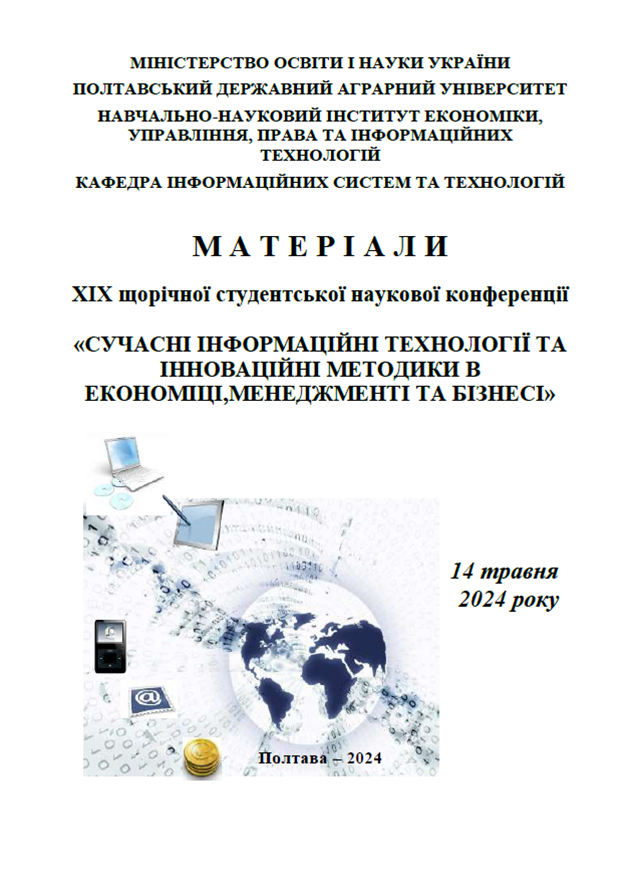 МІНІСТЕРСТВО ОСВІТИ І НАУКИ УКРАЇНИ
ПОЛТАВСЬКИЙ ДЕРЖАВНИЙ АГРАРНИЙ УНІВЕРСИТЕТ
НАВЧАЛЬНО-НАУКОВИЙ ІНСТИТУТ ЕКОНОМІКИ,
УПРАВЛІННЯ, ПРАВА ТА ІНФОРМАЦІЙНИХ
ТЕХНОЛОГІЙ
КАФЕДРА ІНФОРМАЦІЙНИХ СИСТЕМ ТА ТЕХНОЛОГІЙ
М А Т Е Р І А Л И
ХІХ щорічної студентської наукової конференції
«СУЧАСНІ ІНФОРМАЦІЙНІ ТЕХНОЛОГІЇ ТА
ІННОВАЦІЙНІ МЕТОДИКИ В
ЕКОНОМІЦІ,МЕНЕДЖМЕНТІ ТА БІЗНЕСІ»
14 травня
2024 року
Полтава – 2024